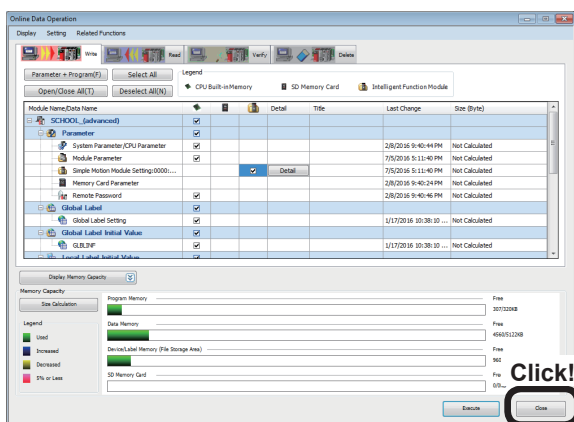 Online Data Operation
Display Setting Related Functions
Write Read Verify Delete
Parameter + Program(F) Select All Legend
Open/Close All(T) Deselect All(N) CPU Built-in Memory SD Memory Card Intelligent Function Module
Module Name/Data Name Detail Title Last Change Size (Byte)
SCHOOL_(advanced)
Parameter
System Parameter/CPU Parameter 2/8/2016 9:40:44 PM Not Calculated
Module Parameter 7/5/2016 5:11:40 PM Not Calculated
Simple Motion Module Setting:0000:... Detail 7/5/2016 5:11:40 PM Not Calculated
Memory Card Parameter 2/8/2016 9:40:24 PM Not Calculated
Remote Password 2/8/2016 9:40:46 PM Not Calculated
Global Label
Global Label Setting 1/17/2016 10:38:10 ... Not Calculated
Global Label Initial Value
GLBLINF 1/17/2016 10:38:10 ... Not Calculated
Local Label Initial Value
Display Memory Capacity
Memory Capacity
Size Calculation Program Memory Free
307/320KB
Legend Data Memory Free
Used 4560/5122KB
Increased Device/Label Memory (File Storage Area) Free
Decreased
5% or Less SD Memory Card
Click!
Execute Close